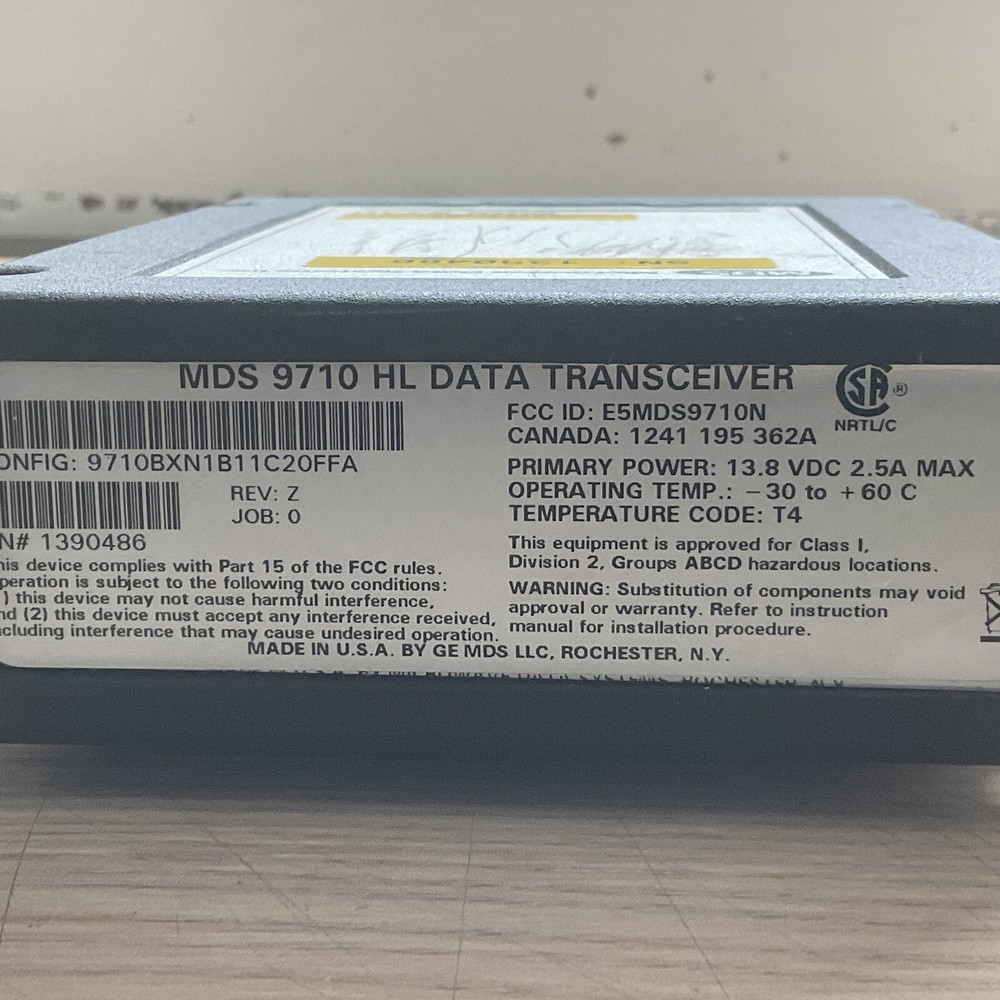 SN 1390486
MDS 9710 HL DATA TRANSCEIVER
SA ®
NRTL/C
ONFIG: 9710BXN1B11C20FFA
REV: Z
JOB: 0
N# 1390486
his device complies with Part 15 of the FCC rules.
peration is subject to the following two conditions:
) this device may not cause harmful interference,
nd (2) this device must accept any interference received,
cluding interference that may cause undesired operation.
FCC ID: E5MDS9710N
CANADA: 1241 195 362A
PRIMARY POWER: 13.8 VDC 2.5A MAX
OPERATING TEMP.: -30 to +60 C
TEMPERATURE CODE: T4
This equipment is approved for Class I,
Division 2, Groups ABCD hazardous locations.
WARNING: Substitution of components may void
approval or warranty. Refer to instruction
manual for installation procedure.
MADE IN U.S.A. BY GE MDS LLC, ROCHESTER, N.Y.